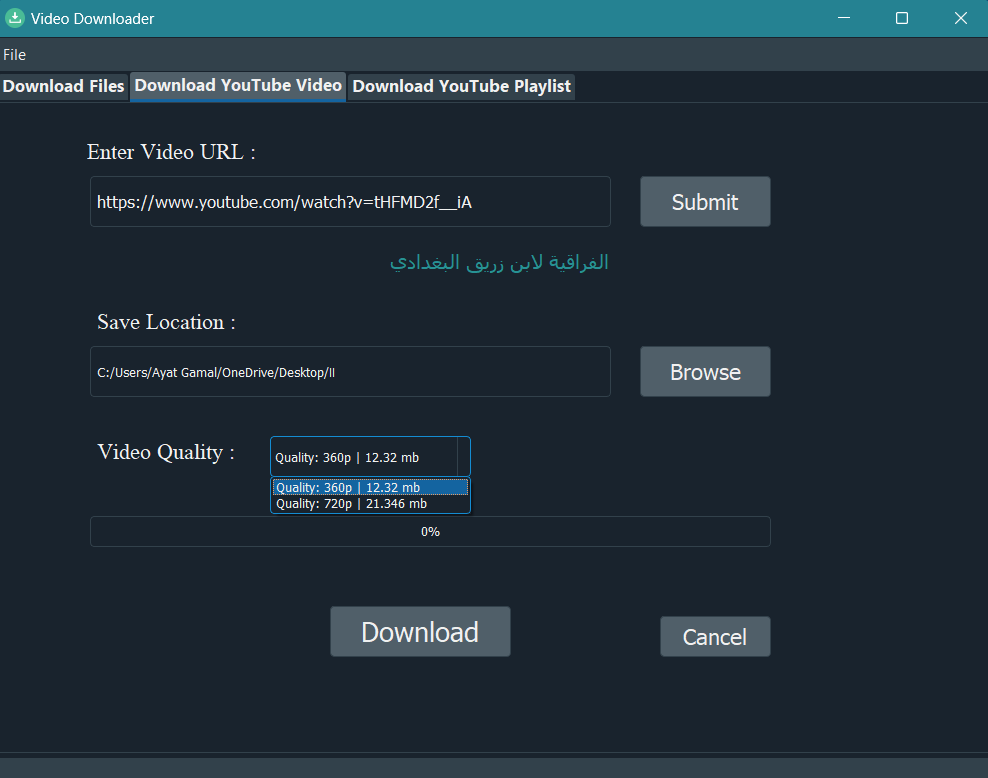 Video Downloader
File
Download Files Download YouTube Video Download YouTube Playlist
Enter Video URL :
https://www.youtube.com/watch?v=tHFMD2f__iA Submit
الفراقية لابن زريق البغدادي
Save Location :
C:/Users/Ayat Gamal/OneDrive/Desktop/II Browse
Video Quality : Quality: 360p | 12.32 mb
Quality: 360p | 12.32 mb
Quality: 720p | 21.346 mb
0%
Download Cancel